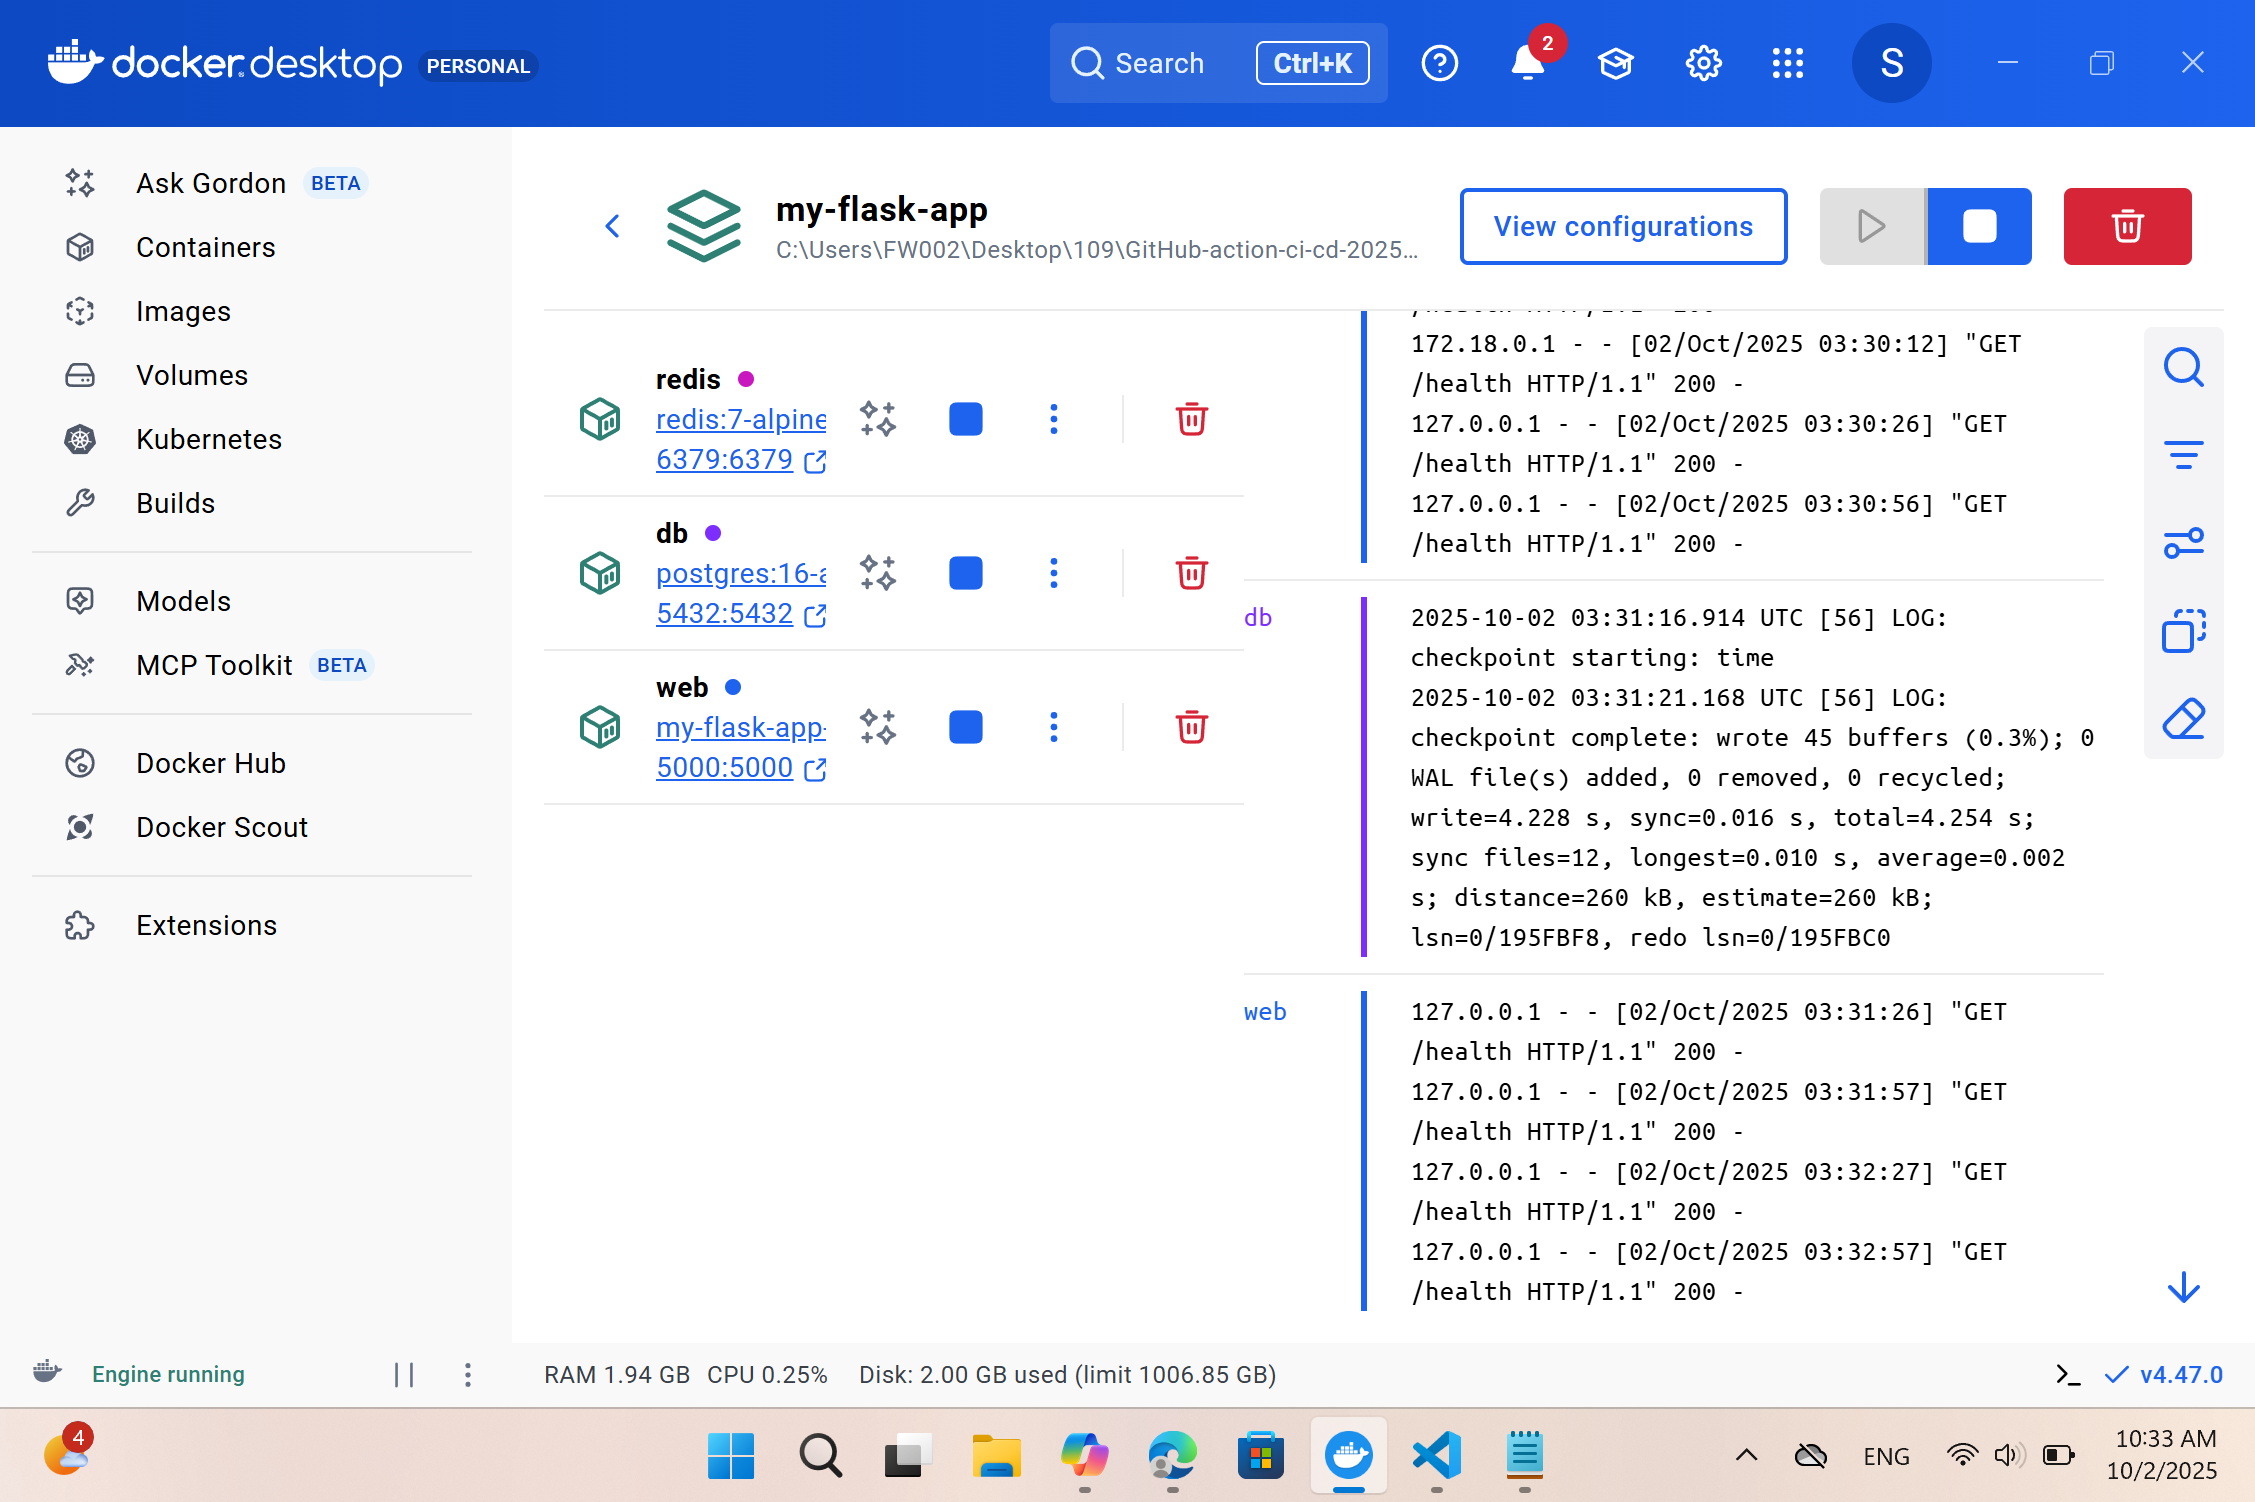 docker desktop PERSONAL
Search Ctrl+K
2
S
Ask Gordon BETA
Containers
Images
Volumes
Kubernetes
Builds
Models
MCP Toolkit BETA
Docker Hub
Docker Scout
Extensions
my-flask-app
C:\Users\FW002\Desktop\109\GitHub-action-ci-cd-2025...
View configurations
redis
redis:7-alpine
6379:6379
db
postgres:16-a
5432:5432
web
my-flask-app-
5000:5000
/health HTTP/1.1" 200 -
172.18.0.1 - - [02/Oct/2025 03:30:12] "GET
/health HTTP/1.1" 200 -
127.0.0.1 - - [02/Oct/2025 03:30:26] "GET
/health HTTP/1.1" 200 -
127.0.0.1 - - [02/Oct/2025 03:30:56] "GET
/health HTTP/1.1" 200 -
db
2025-10-02 03:31:16.914 UTC [56] LOG:
checkpoint starting: time
2025-10-02 03:31:21.168 UTC [56] LOG:
checkpoint complete: wrote 45 buffers (0.3%); 0
WAL file(s) added, 0 removed, 0 recycled;
write=4.228 s, sync=0.016 s, total=4.254 s;
sync files=12, longest=0.010 s, average=0.002
s; distance=260 kB, estimate=260 kB;
lsn=0/195FBF8, redo lsn=0/195FBC0
web
127.0.0.1 - - [02/Oct/2025 03:31:26] "GET
/health HTTP/1.1" 200 -
127.0.0.1 - - [02/Oct/2025 03:31:57] "GET
/health HTTP/1.1" 200 -
127.0.0.1 - - [02/Oct/2025 03:32:27] "GET
/health HTTP/1.1" 200 -
127.0.0.1 - - [02/Oct/2025 03:32:57] "GET
/health HTTP/1.1" 200 -
Engine running
RAM 1.94 GB CPU 0.25% Disk: 2.00 GB used (limit 1006.85 GB)
v4.47.0
4
ENG
10:33 AM
10/2/2025